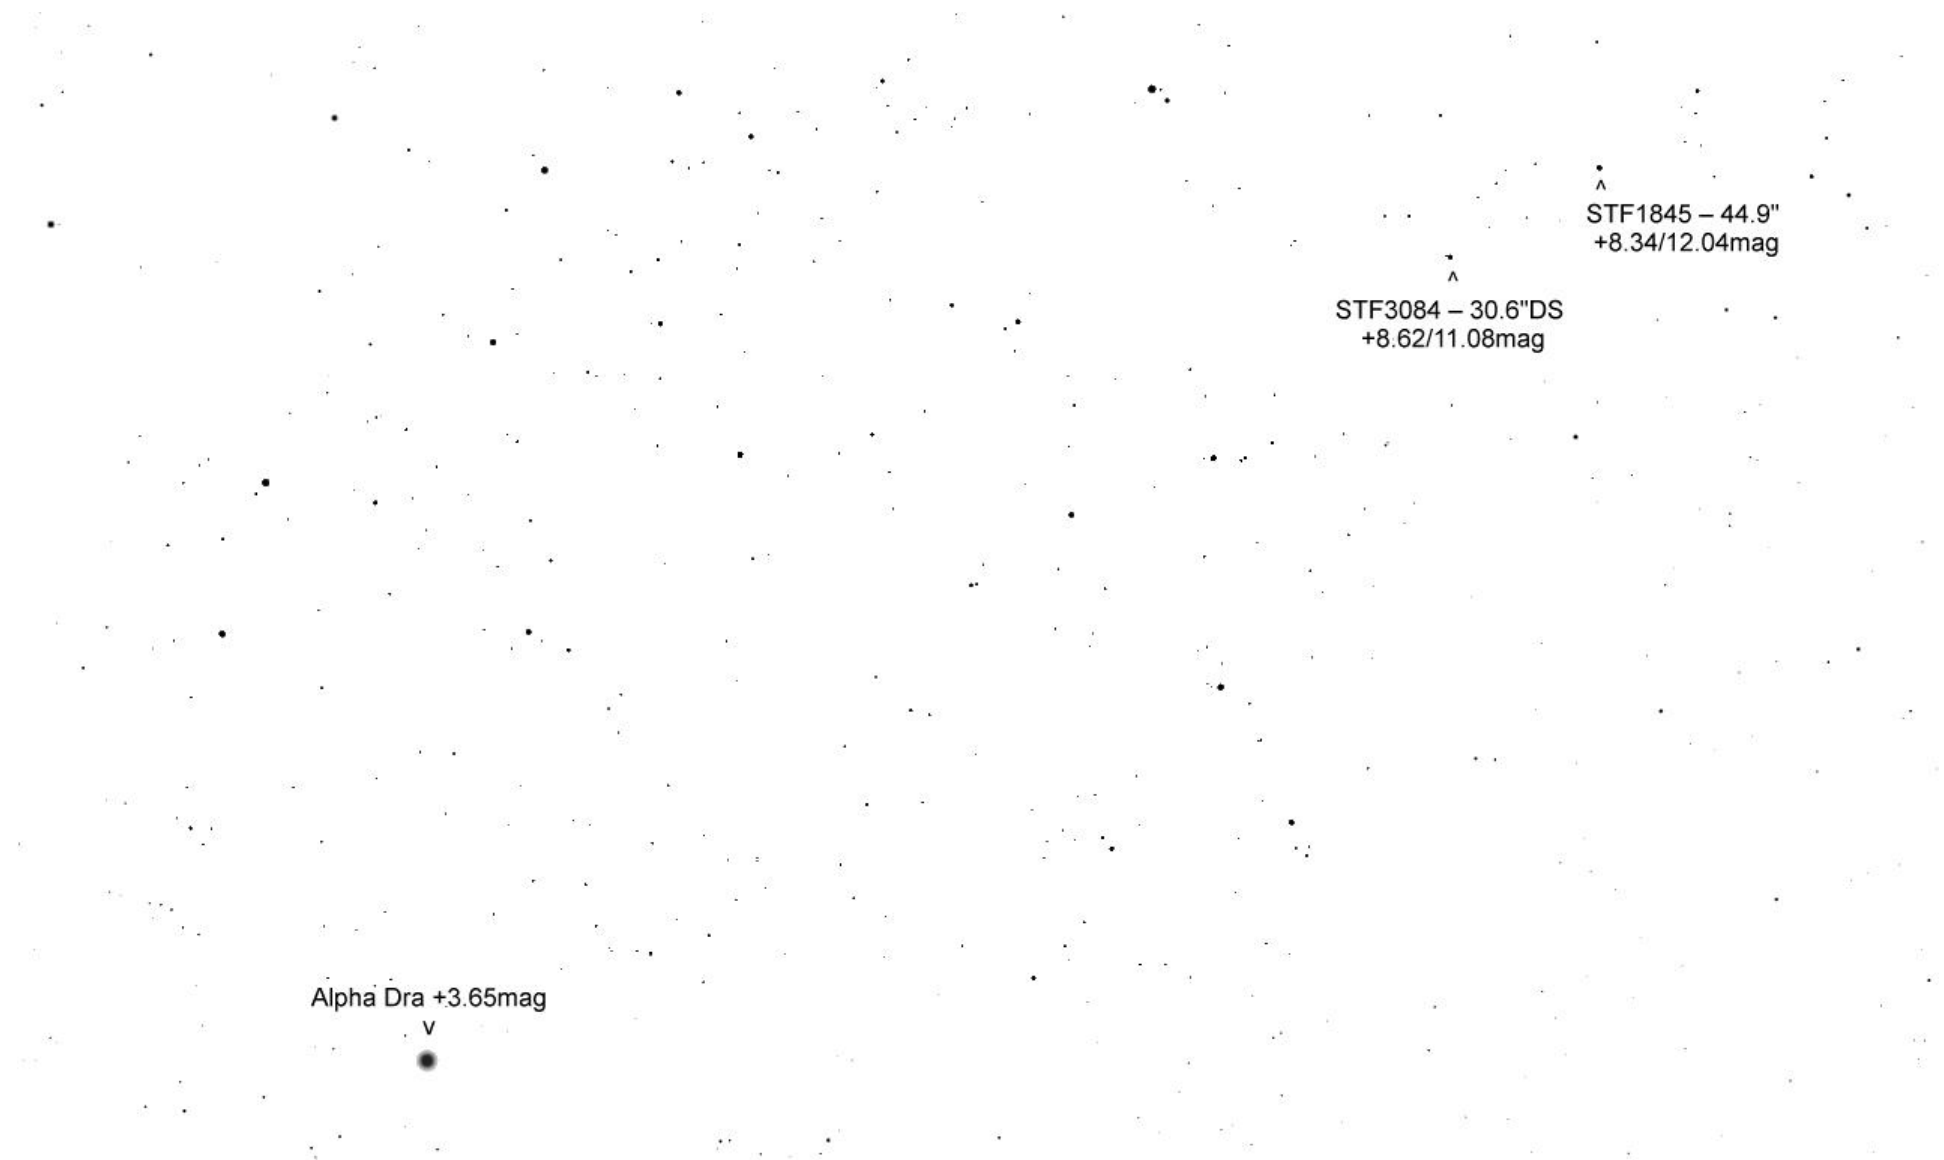 STF1845 – 44.9"
+8.34/12.04mag
STF3084 – 30.6"DS
+8.62/11.08mag
Alpha Dra +3.65mag